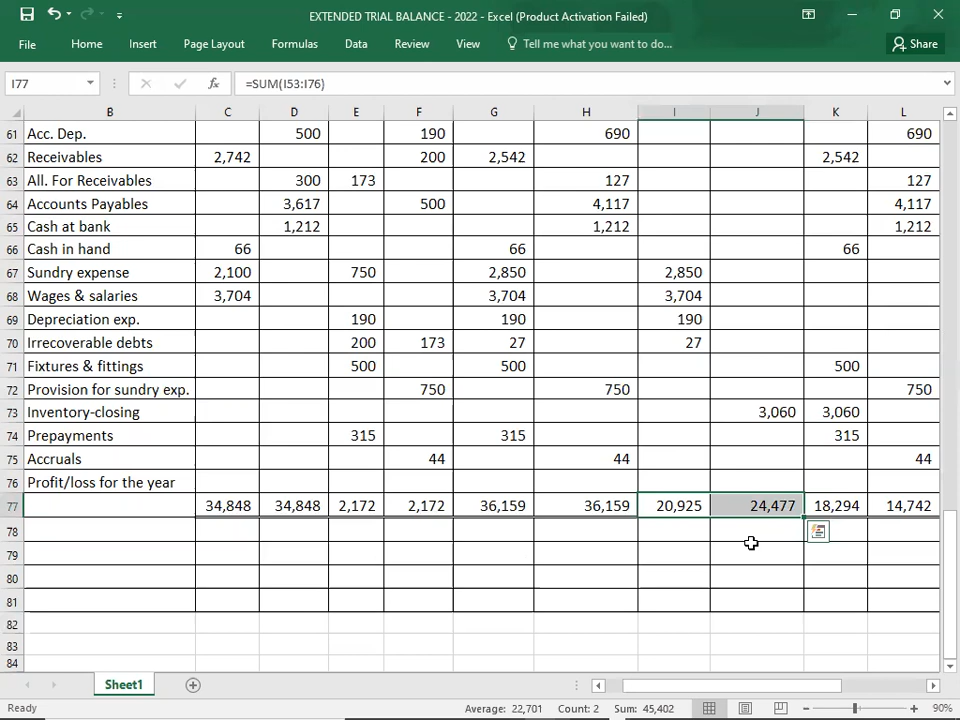 EXTENDED TRIAL BALANCE - 2022 - Excel (Product Activation Failed)
File Home Insert Page Layout Formulas Data Review View Tell me what you want to do... Share
I77 fx =SUM(I53:I76)
B C D E F G H I J K L
61 Acc. Dep. 500 190 690 690
62 Receivables 2,742 200 2,542 2,542
63 All. For Receivables 300 173 127 127
64 Accounts Payables 3,617 500 4,117 4,117
65 Cash at bank 1,212 1,212 1,212
66 Cash in hand 66 66 66
67 Sundry expense 2,100 750 2,850 2,850
68 Wages & salaries 3,704 3,704 3,704
69 Depreciation exp. 190 190 190
70 Irrecoverable debts 200 173 27 27
71 Fixtures & fittings 500 500 500
72 Provision for sundry exp. 750 750 750
73 Inventory-closing 3,060 3,060
74 Prepayments 315 315 315
75 Accruals 44 44 44
76 Profit/loss for the year
77 34,848 34,848 2,172 2,172 36,159 36,159 20,925 24,477 18,294 14,742
78
79
80
81
82
83
84
Sheet1
Ready Average: 22,701 Count: 2 Sum: 45,402 90%